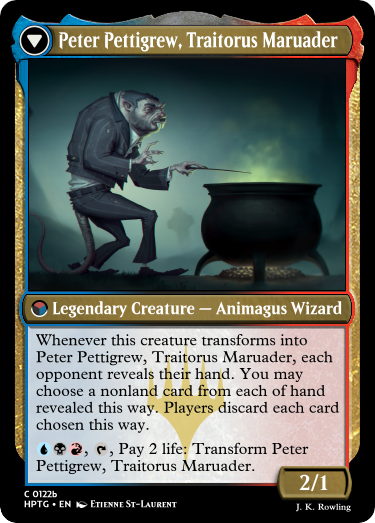 Peter Pettigrew, Traitorus Maruader
Legendary Creature — Animagus Wizard
Whenever this creature transforms into
Peter Pettigrew, Traitorus Maruader, each
opponent reveals their hand. You may
choose a nonland card from each of hand
revealed this way. Players discard each card
chosen this way.
, Pay 2 life: Transform Peter
Pettigrew, Traitorus Maruader.
2/1
C 0122b
HPTG • EN Etienne St-Laurent
J. K. Rowling